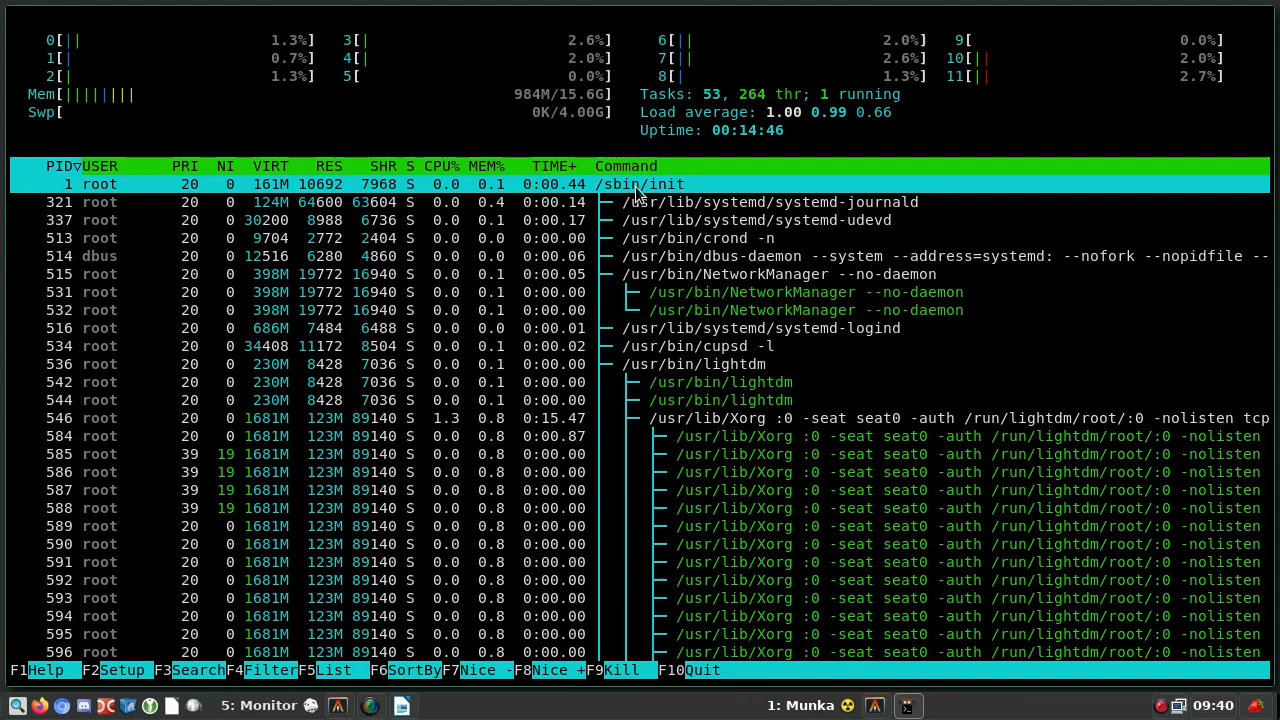 0[|| 1.3%] 3[| 2.6%] 6[|| 2.0%] 9[ 0.0%]
1[| 0.7%] 4[| 2.0%] 7[|| 2.6%] 10[|| 2.0%]
2[| 1.3%] 5[ 0.0%] 8[| 1.3%] 11[|| 2.7%]
Mem[|||||||| 984M/15.6G] Tasks: 53, 264 thr; 1 running
Swp[ 0K/4.00G] Load average: 1.00 0.99 0.66
Uptime: 00:14:46
PID▽USER PRI NI VIRT RES SHR S CPU% MEM% TIME+ Command
1 root 20 0 161M 10692 7968 S 0.0 0.1 0:00.44 /sbin/init
321 root 20 0 124M 64600 63604 S 0.0 0.4 0:00.14 ├─ /usr/lib/systemd/systemd-journald
337 root 20 0 30200 8988 6736 S 0.0 0.1 0:00.17 ├─ /usr/lib/systemd/systemd-udevd
513 root 20 0 9704 2772 2404 S 0.0 0.0 0:00.00 ├─ /usr/bin/crond -n
514 dbus 20 0 12516 6280 4860 S 0.0 0.0 0:00.06 ├─ /usr/bin/dbus-daemon --system --address=systemd: --nofork --nopidfile --
515 root 20 0 398M 19772 16940 S 0.0 0.1 0:00.05 ├─ /usr/bin/NetworkManager --no-daemon
531 root 20 0 398M 19772 16940 S 0.0 0.1 0:00.00 │ ├─ /usr/bin/NetworkManager --no-daemon
532 root 20 0 398M 19772 16940 S 0.0 0.1 0:00.00 │ └─ /usr/bin/NetworkManager --no-daemon
516 root 20 0 686M 7484 6488 S 0.0 0.0 0:00.01 ├─ /usr/lib/systemd/systemd-logind
534 root 20 0 34408 11172 8504 S 0.0 0.1 0:00.02 ├─ /usr/bin/cupsd -l
536 root 20 0 230M 8428 7036 S 0.0 0.1 0:00.00 ├─ /usr/bin/lightdm
542 root 20 0 230M 8428 7036 S 0.0 0.1 0:00.00 │ ├─ /usr/bin/lightdm
544 root 20 0 230M 8428 7036 S 0.0 0.1 0:00.00 │ ├─ /usr/bin/lightdm
546 root 20 0 1681M 123M 89140 S 1.3 0.8 0:15.47 │ ├─ /usr/lib/Xorg :0 -seat seat0 -auth /run/lightdm/root/:0 -nolisten tcp
584 root 20 0 1681M 123M 89140 S 0.0 0.8 0:00.87 │ │ ├─ /usr/lib/Xorg :0 -seat seat0 -auth /run/lightdm/root/:0 -nolisten
585 root 39 19 1681M 123M 89140 S 0.0 0.8 0:00.00 │ │ ├─ /usr/lib/Xorg :0 -seat seat0 -auth /run/lightdm/root/:0 -nolisten
586 root 39 19 1681M 123M 89140 S 0.0 0.8 0:00.00 │ │ ├─ /usr/lib/Xorg :0 -seat seat0 -auth /run/lightdm/root/:0 -nolisten
587 root 39 19 1681M 123M 89140 S 0.0 0.8 0:00.00 │ │ ├─ /usr/lib/Xorg :0 -seat seat0 -auth /run/lightdm/root/:0 -nolisten
588 root 39 19 1681M 123M 89140 S 0.0 0.8 0:00.00 │ │ ├─ /usr/lib/Xorg :0 -seat seat0 -auth /run/lightdm/root/:0 -nolisten
589 root 20 0 1681M 123M 89140 S 0.0 0.8 0:00.00 │ │ ├─ /usr/lib/Xorg :0 -seat seat0 -auth /run/lightdm/root/:0 -nolisten
590 root 20 0 1681M 123M 89140 S 0.0 0.8 0:00.00 │ │ ├─ /usr/lib/Xorg :0 -seat seat0 -auth /run/lightdm/root/:0 -nolisten
591 root 20 0 1681M 123M 89140 S 0.0 0.8 0:00.00 │ │ ├─ /usr/lib/Xorg :0 -seat seat0 -auth /run/lightdm/root/:0 -nolisten
592 root 20 0 1681M 123M 89140 S 0.0 0.8 0:00.00 │ │ ├─ /usr/lib/Xorg :0 -seat seat0 -auth /run/lightdm/root/:0 -nolisten
593 root 20 0 1681M 123M 89140 S 0.0 0.8 0:00.00 │ │ ├─ /usr/lib/Xorg :0 -seat seat0 -auth /run/lightdm/root/:0 -nolisten
594 root 20 0 1681M 123M 89140 S 0.0 0.8 0:00.00 │ │ ├─ /usr/lib/Xorg :0 -seat seat0 -auth /run/lightdm/root/:0 -nolisten
595 root 20 0 1681M 123M 89140 S 0.0 0.8 0:00.00 │ │ ├─ /usr/lib/Xorg :0 -seat seat0 -auth /run/lightdm/root/:0 -nolisten
596 root 20 0 1681M 123M 89140 S 0.0 0.8 0:00.00 │ │ ├─ /usr/lib/Xorg :0 -seat seat0 -auth /run/lightdm/root/:0 -nolisten
F1Help F2Setup F3SearchF4FilterF5List F6SortByF7Nice -F8Nice +F9Kill F10Quit
5: Monitor 1: Munka ☢ 09:40